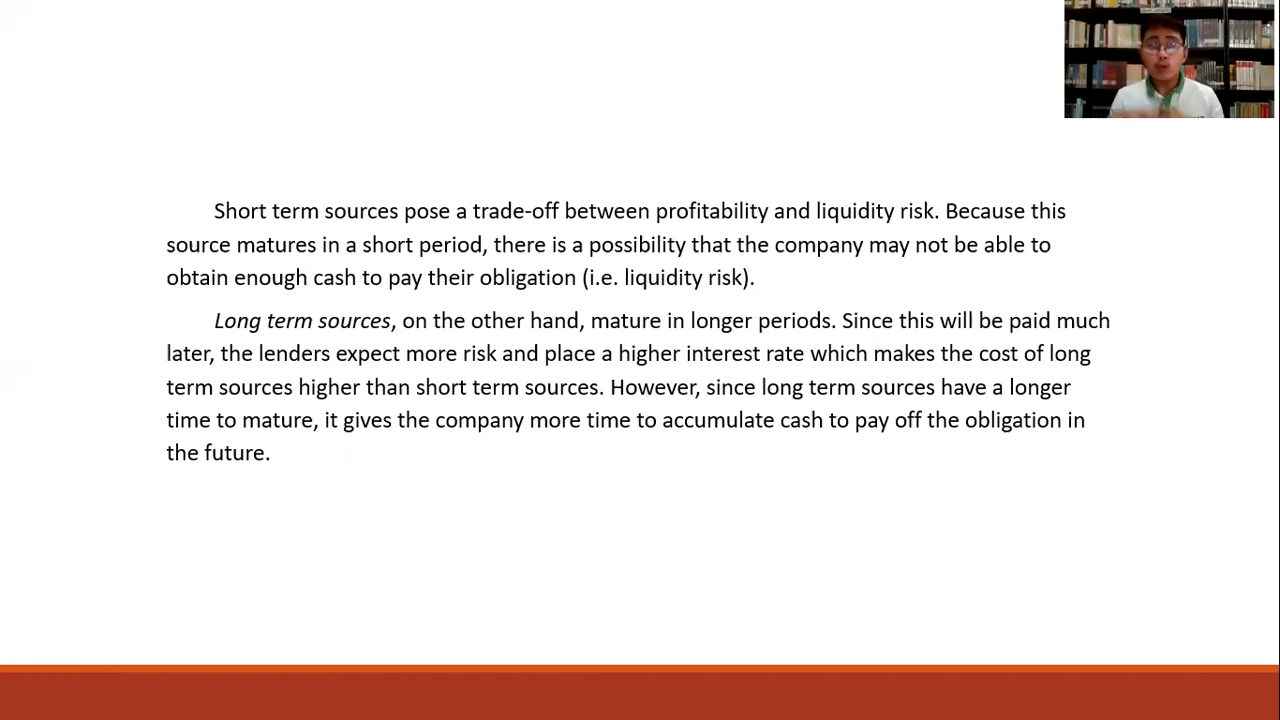 Short term sources pose a trade-off between profitability and liquidity risk. Because this
source matures in a short period, there is a possibility that the company may not be able to
obtain enough cash to pay their obligation (i.e. liquidity risk).
Long term sources, on the other hand, mature in longer periods. Since this will be paid much
later, the lenders expect more risk and place a higher interest rate which makes the cost of long
term sources higher than short term sources. However, since long term sources have a longer
time to mature, it gives the company more time to accumulate cash to pay off the obligation in
the future.